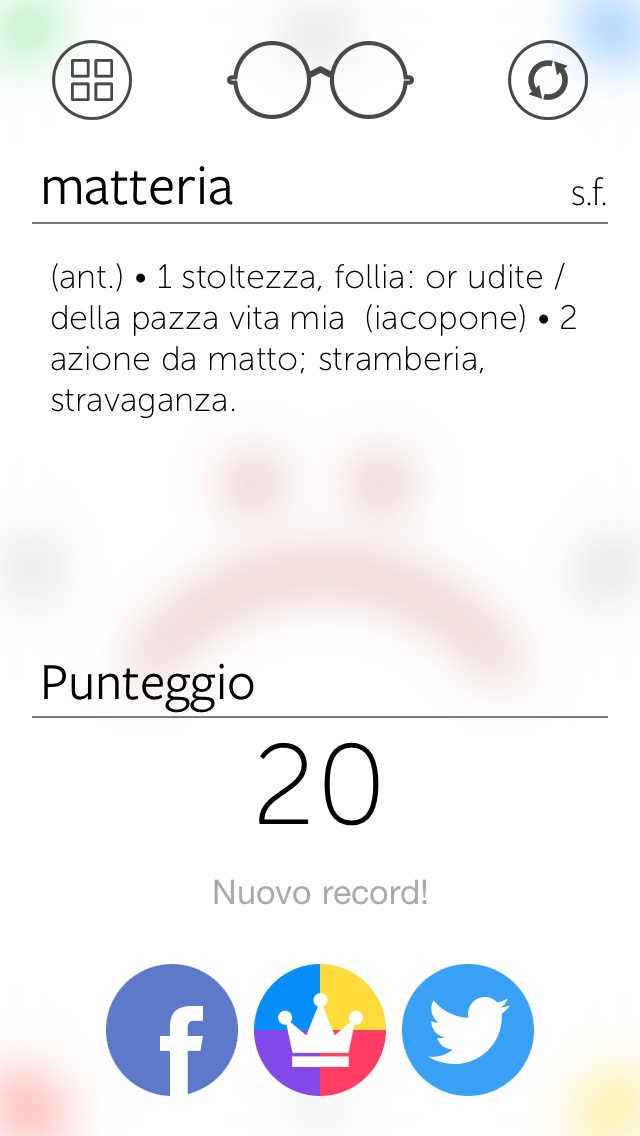 matteria s.f.
(ant.) • 1 stoltezza, follia: or udite /
della pazza vita mia (iacopone) • 2
azione da matto; stramberia,
stravaganza.
Punteggio
20
Nuovo record!